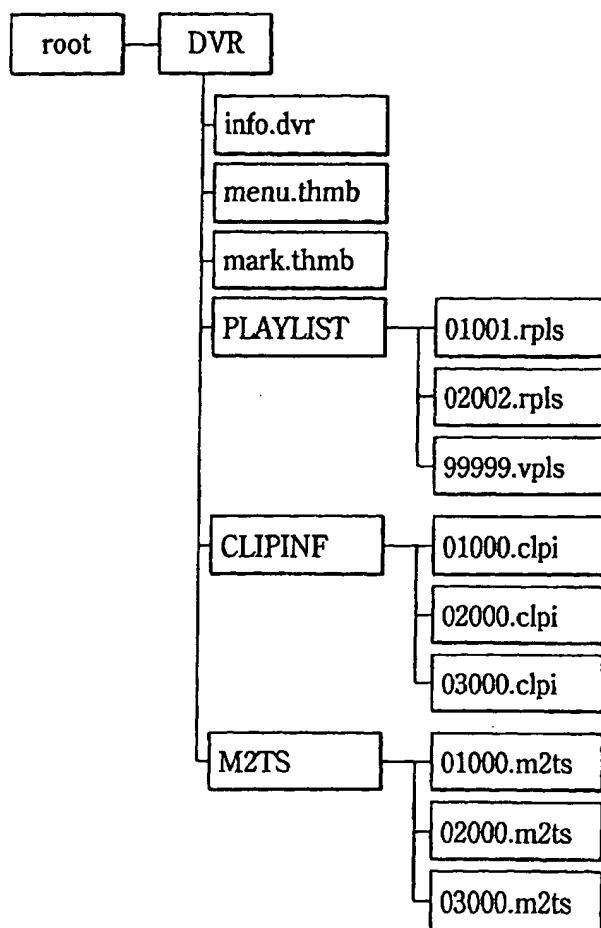 root DVR
info.dvr
menu.thmb
mark.thmb
PLAYLIST 01001.rpls
02002.rpls
99999.vpls
CLIPINF 01000.clpi
02000.clpi
03000.clpi
M2TS 01000.m2ts
02000.m2ts
03000.m2ts